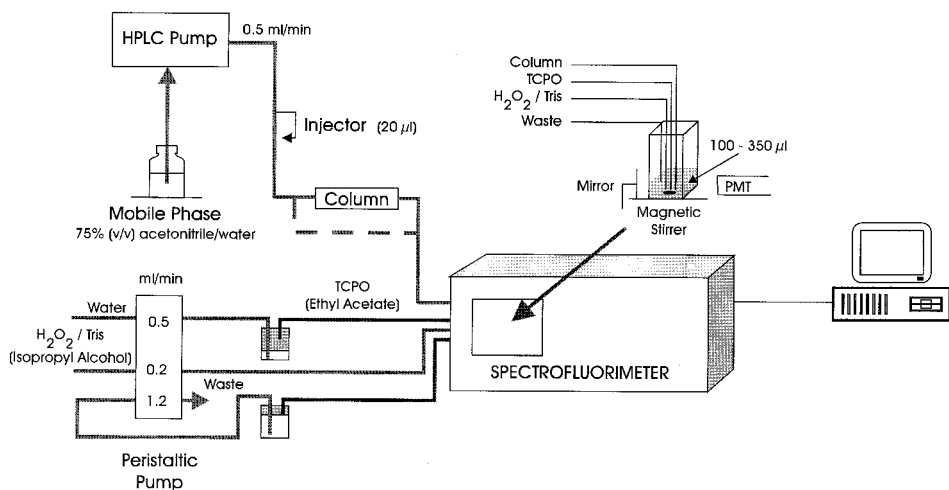 HPLC Pump
0.5 ml/min
Injector (20 µl)
Column
Mobile Phase
75% (v/v) acetonitrile/water
Column
TCPO
H₂O₂ / Tris
Waste
100 - 350 µl
Mirror
PMT
Magnetic
Stirrer
ml/min
Water
0.5
H₂O₂ / Tris
(Isopropyl Alcohol)
0.2
1.2
Waste
TCPO
(Ethyl Acetate)
SPECTROFLUORIMETER
Peristaltic
Pump